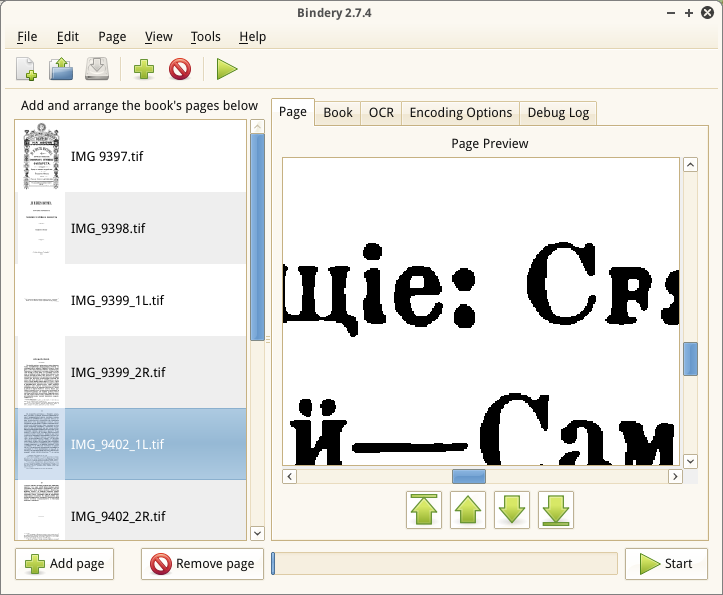 Bindery 2.7.4
File Edit Page View Tools Help
Add and arrange the book's pages below
IMG 9397.tif
IMG_9398.tif
IMG_9399_1L.tif
IMG_9399_2R.tif
IMG_9402_1L.tif
IMG_9402_2R.tif
Add page Remove page
Page Book OCR Encoding Options Debug Log
Page Preview
щіе: Ся
й—Сам
Start